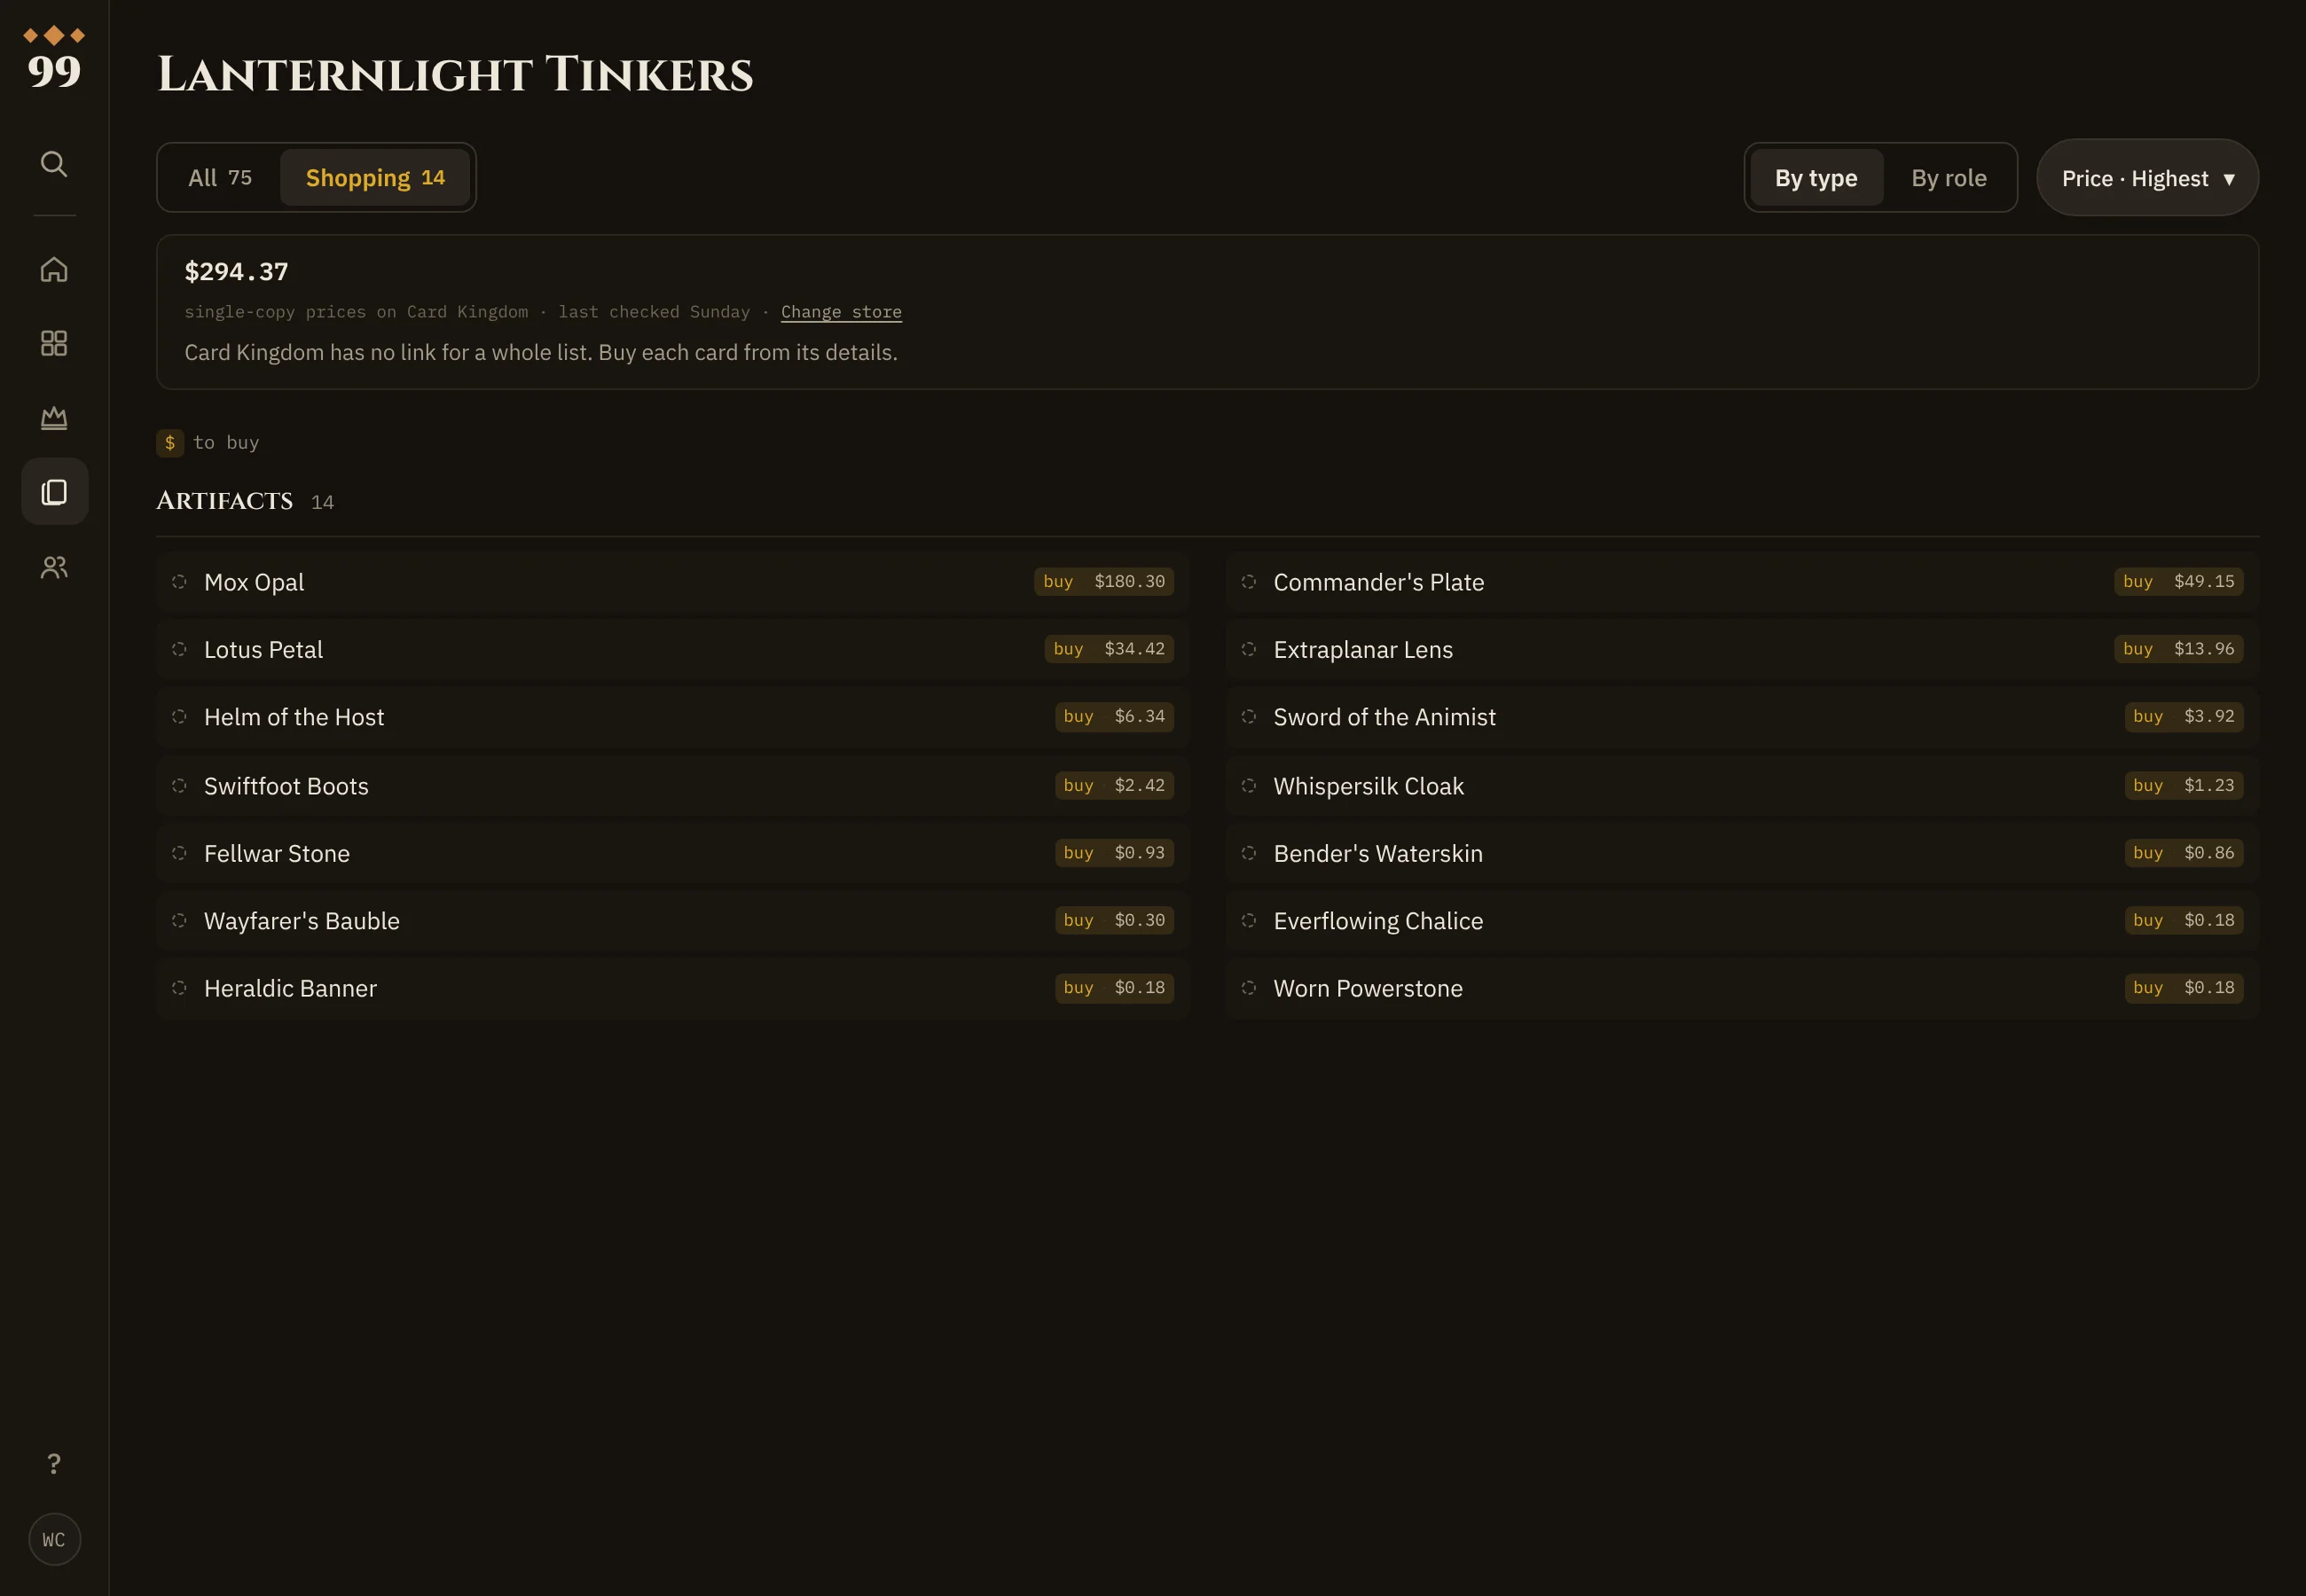 99
Lanternlight Tinkers
All 75 Shopping 14 By type By role Price · Highest ▾
$294.37
single-copy prices on Card Kingdom · last checked Sunday · Change store
Card Kingdom has no link for a whole list. Buy each card from its details.
$ to buy
Artifacts 14
Mox Opal buy $180.30 Commander's Plate buy $49.15
Lotus Petal buy $34.42 Extraplanar Lens buy $13.96
Helm of the Host buy $6.34 Sword of the Animist buy $3.92
Swiftfoot Boots buy $2.42 Whispersilk Cloak buy $1.23
Fellwar Stone buy $0.93 Bender's Waterskin buy $0.86
Wayfarer's Bauble buy $0.30 Everflowing Chalice buy $0.18
Heraldic Banner buy $0.18 Worn Powerstone buy $0.18
?
WC